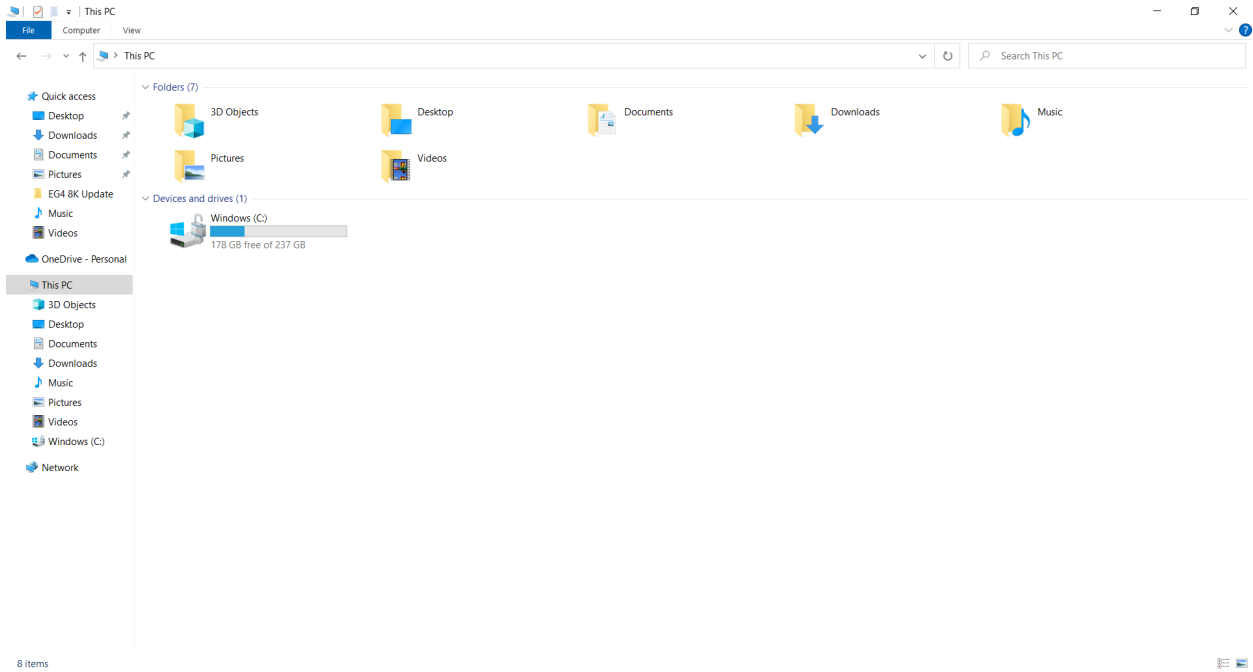 This PC
File Computer View
This PC
Search This PC
Quick access
Desktop
Downloads
Documents
Pictures
EG4 8K Update
Music
Videos
OneDrive - Personal
This PC
3D Objects
Desktop
Documents
Downloads
Music
Pictures
Videos
Windows (C:)
Network
Folders (7)
3D Objects
Desktop
Documents
Downloads
Music
Pictures
Videos
Devices and drives (1)
Windows (C:)
178 GB free of 237 GB
8 items